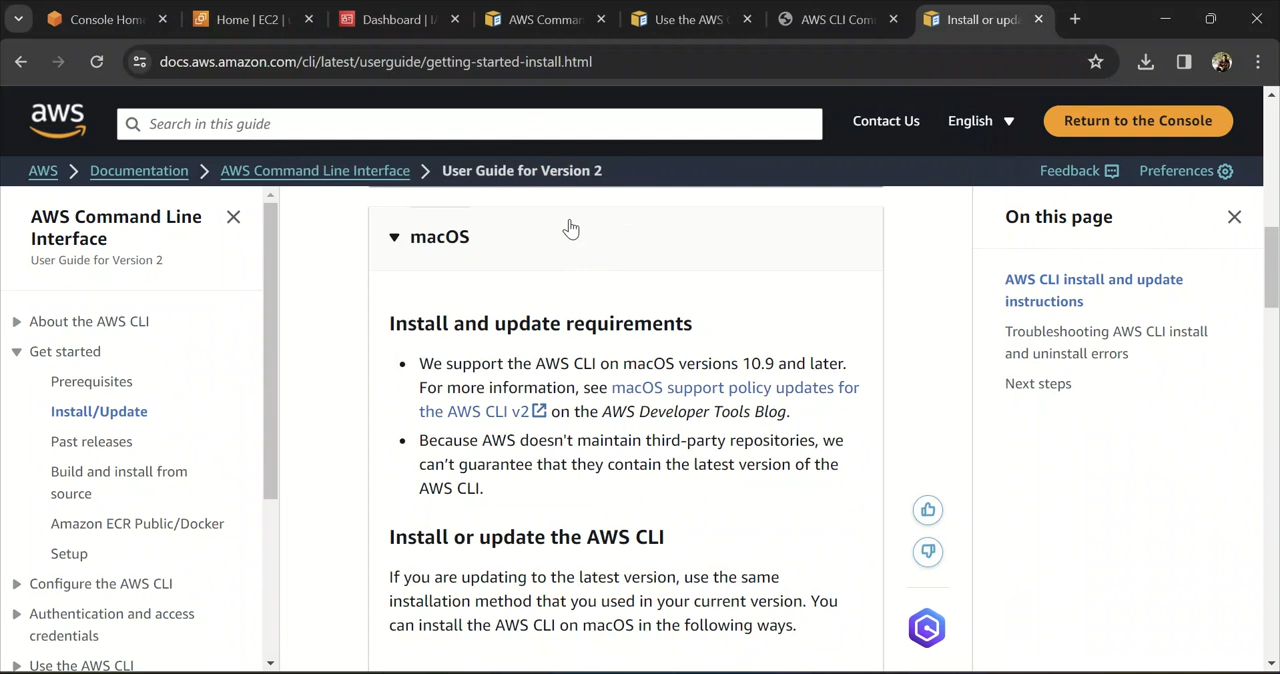 Console Hom
Home | EC2 |
Dashboard | I
AWS Comma
Use the AWS
AWS CLI Com
Install or upd
docs.aws.amazon.com/cli/latest/userguide/getting-started-install.html
aws
Search in this guide
Contact Us
English
Return to the Console
AWS
Documentation
AWS Command Line Interface
User Guide for Version 2
Feedback
Preferences
AWS Command Line
Interface
User Guide for Version 2
About the AWS CLI
Get started
Prerequisites
Install/Update
Past releases
Build and install from
source
Amazon ECR Public/Docker
Setup
Configure the AWS CLI
Authentication and access
credentials
Use the AWS CLI
macOS
Install and update requirements
We support the AWS CLI on macOS versions 10.9 and later.
For more information, see macOS support policy updates for
the AWS CLI v2 on the AWS Developer Tools Blog.
Because AWS doesn't maintain third-party repositories, we
can't guarantee that they contain the latest version of the
AWS CLI.
Install or update the AWS CLI
If you are updating to the latest version, use the same
installation method that you used in your current version. You
can install the AWS CLI on macOS in the following ways.
On this page
AWS CLI install and update
instructions
Troubleshooting AWS CLI install
and uninstall errors
Next steps